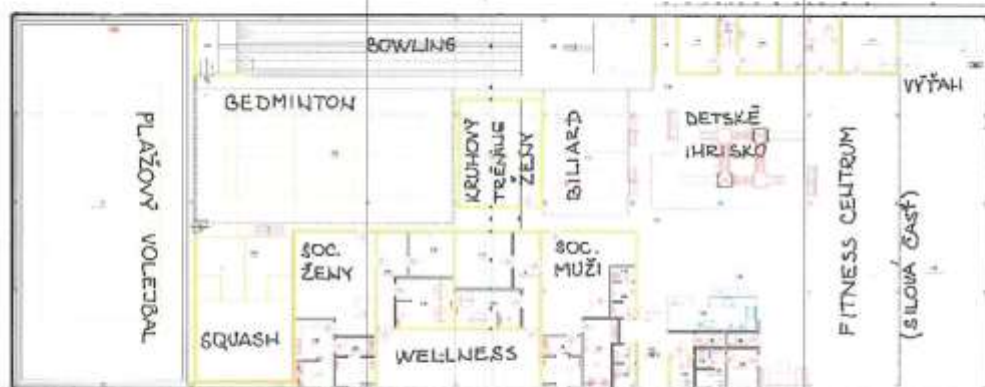 BOWLING
BEDMINTON
PLAŽOVÝ VOLEJBAL
KRUHOVÝ
TRÉNING
ŽENY
BILIARD
DETSKÉ
IHRISKO
VÝŤAH
FITNESS CENTRUM
(SILOVÁ ČASŤ)
SOC.
ŽENY
SOC.
MUŽI
SQUASH
WELLNESS